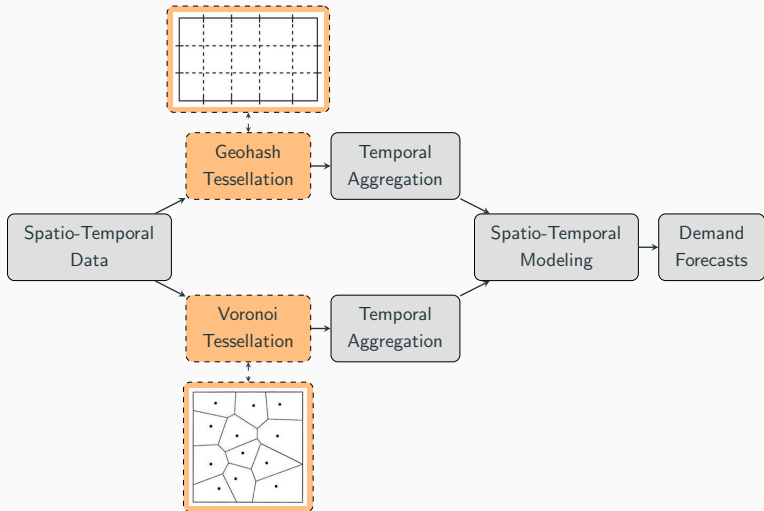 Geohash
Tessellation
Temporal
Aggregation
Spatio-Temporal
Data
Spatio-Temporal
Modeling
Demand
Forecasts
Voronoi
Tessellation
Temporal
Aggregation